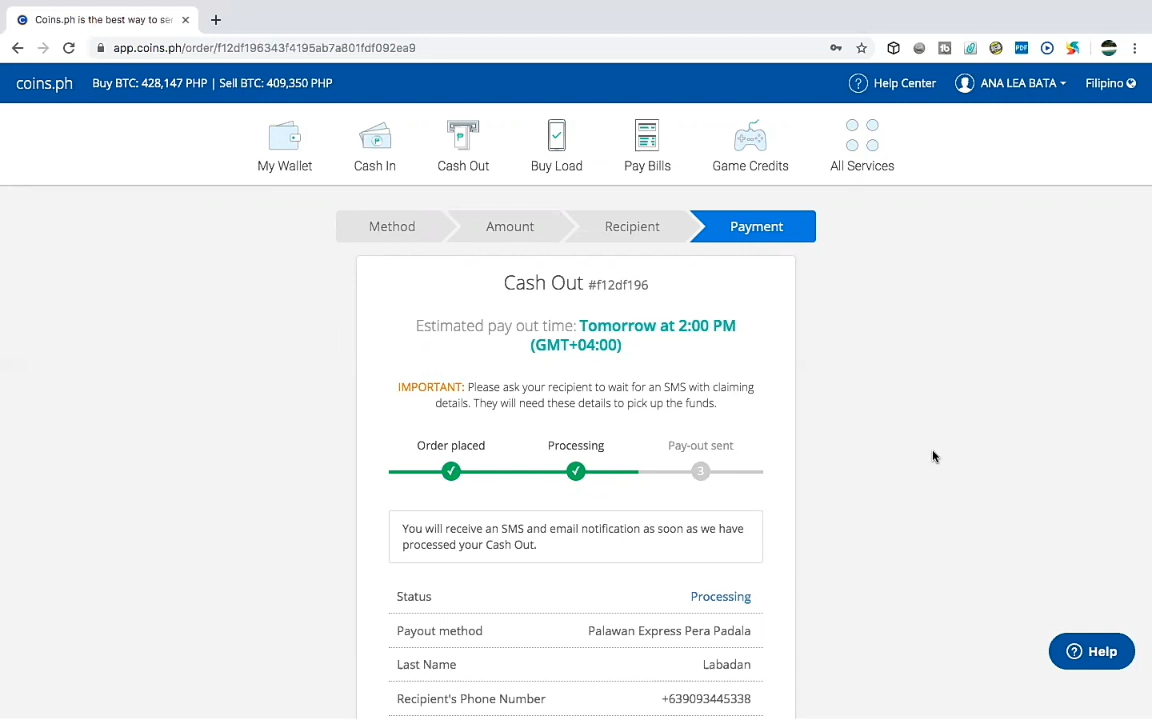 Coins.ph is the best way to ser
app.coins.ph/order/f12df196343f4195ab7a801fdf092ea9
PDF
coins.ph
Buy BTC: 428,147 PHP | Sell BTC: 409,350 PHP
Help Center
ANA LEA BATA
Filipino
My Wallet
Cash In
Cash Out
Buy Load
Pay Bills
Game Credits
All Services
Method
Amount
Recipient
Payment
Cash Out #f12df196
Estimated pay out time: Tomorrow at 2:00 PM
(GMT+04:00)
IMPORTANT: Please ask your recipient to wait for an SMS with claiming
details. They will need these details to pick up the funds.
Order placed
Processing
Pay-out sent
3
You will receive an SMS and email notification as soon as we have
processed your Cash Out.
Status Processing
Payout method Palawan Express Pera Padala
Last Name Labadan
Recipient's Phone Number +639093445338
Help